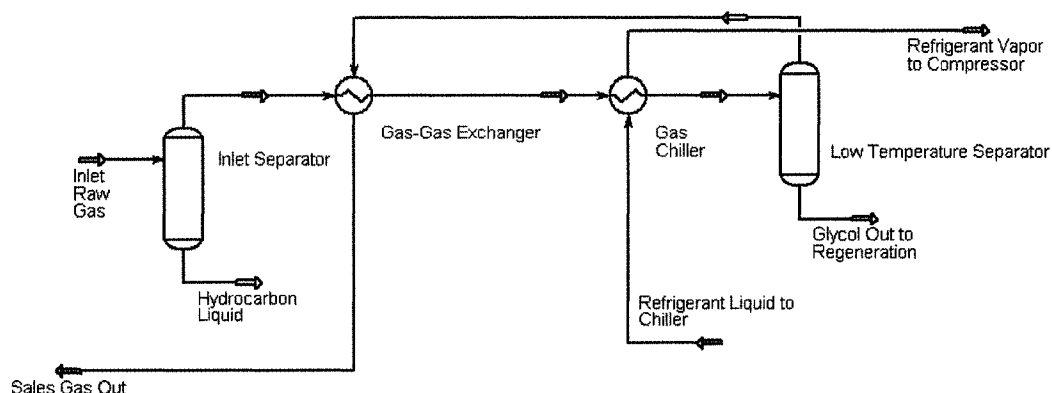 Refrigerant Vapor
to Compressor
Gas-Gas Exchanger
Gas
Chiller
Inlet Separator
Low Temperature Separator
Inlet
Raw
Gas
Glycol Out to
Regeneration
Hydrocarbon
Liquid
Refrigerant Liquid to
Chiller
Sales Gas Out